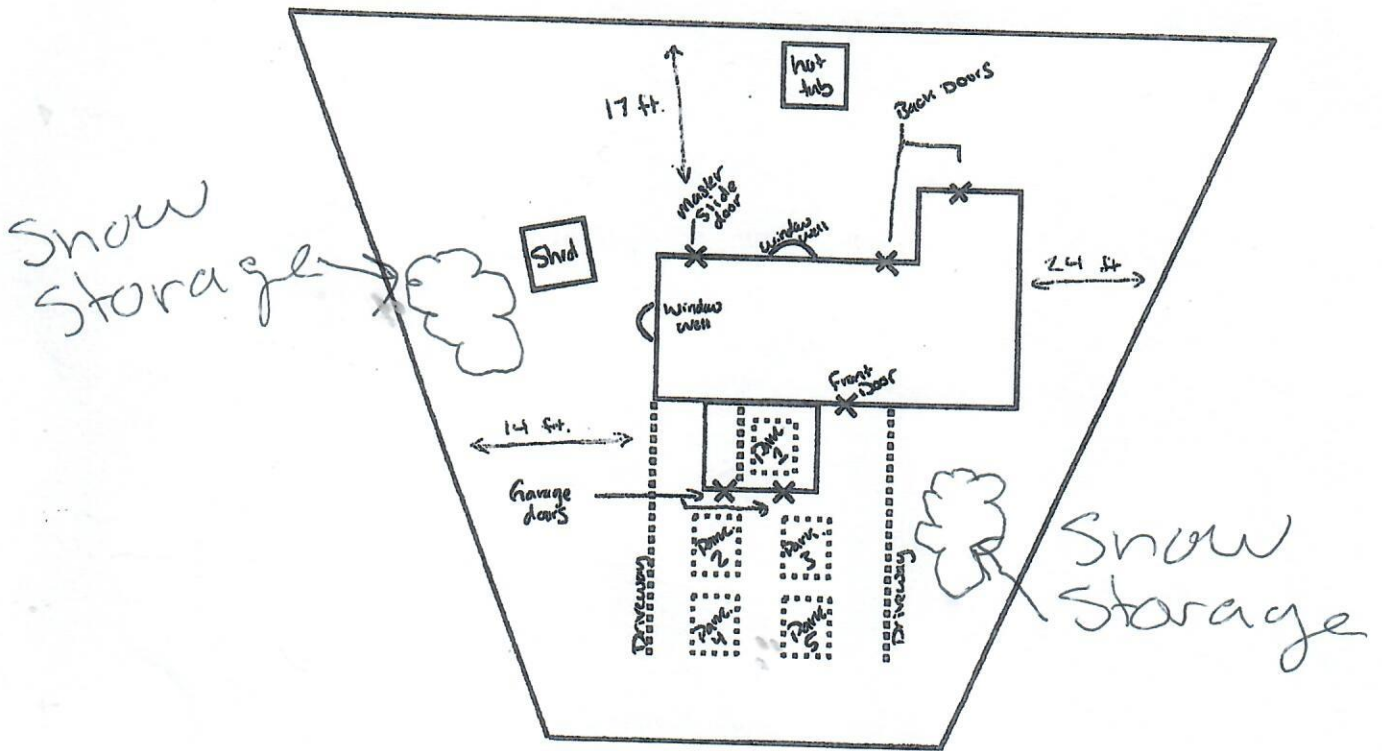 hot
tub
17 ft.
Back Doors
Master
Slide
door
Window
well
Snow
Storage
Shed
24 ft
Window
Well
Front
Door
14 ft.
Park
1
Garage
doors
Park
2
Park
3
Snow
Storage
Driveway
Park
4
Park
5
Driveway